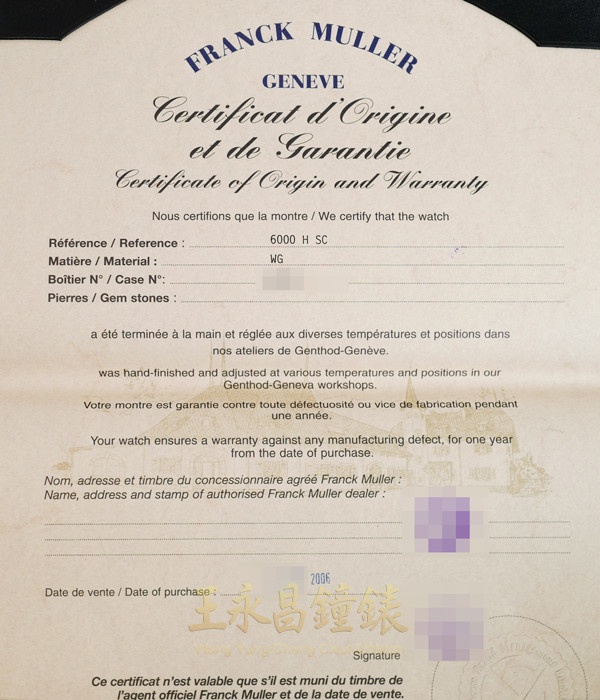 FRANCK MULLER
GENEVE
Certificat d'Origine
et de Garantie
Certificate of Origin and Warranty
Nous certifions que la montre / We certify that the watch
Référence / Reference : 6000 H SC
Matière / Material : WG
Boîtier N° / Case N°:
Pierres / Gem stones :
a été terminée à la main et réglée aux diverses températures et positions dans
nos ateliers de Genthod-Genève.
was hand-finished and adjusted at various temperatures and positions in our
Genthod-Geneva workshops.
Votre montre est garantie contre toute défectuosité ou vice de fabrication pendant
une année.
Your watch ensures a warranty against any manufacturing defect, for one year
from the date of purchase.
Nom, adresse et timbre du concessionnaire agréé Franck Muller :
Name, address and stamp of authorised Franck Muller dealer :
Date de vente / Date of purchase : 2006
王永昌鐘錶
Signature
Ce certificat n'est valable que s'il est muni du timbre de
l'agent officiel Franck Muller et de la date de vente.